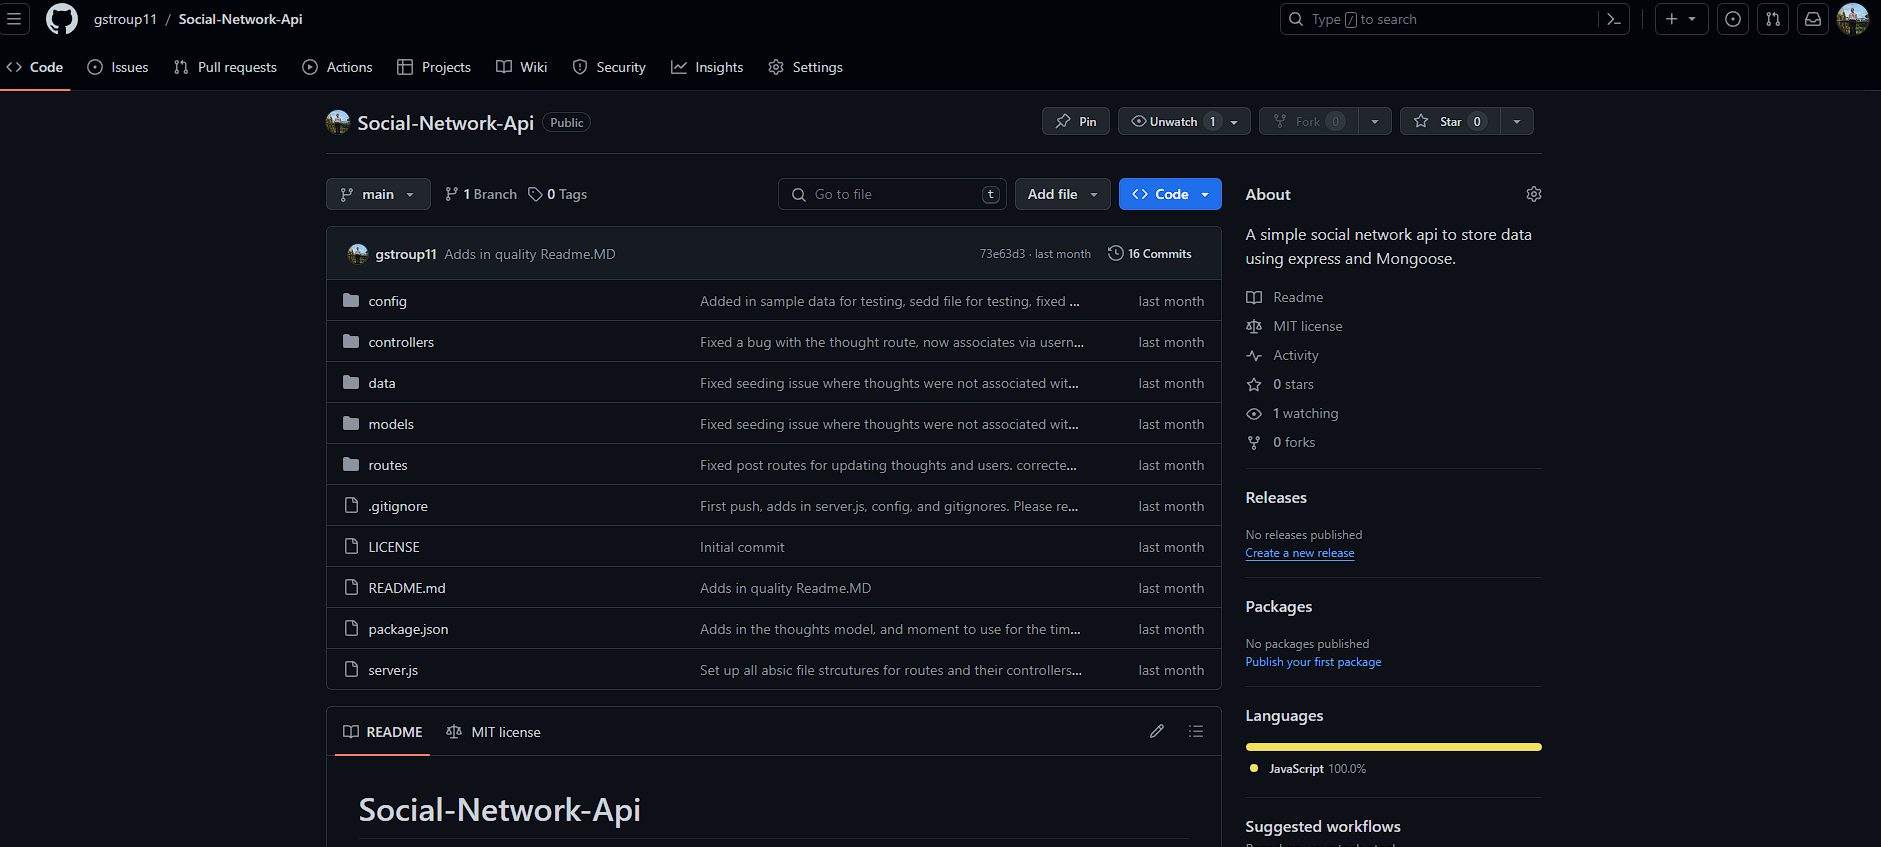 gstroup11 / Social-Network-Api
Type / to search
Code Issues Pull requests Actions Projects Wiki Security Insights Settings
Social-Network-Api Public
Pin Unwatch 1 Fork 0 Star 0
main 1 Branch 0 Tags Go to file t Add file Code
gstroup11 Adds in quality Readme.MD 73e63d3 · last month 16 Commits
config Added in sample data for testing, sedd file for testing, fixed ... last month
controllers Fixed a bug with the thought route, now associates via usern... last month
data Fixed seeding issue where thoughts were not associated wit... last month
models Fixed seeding issue where thoughts were not associated wit... last month
routes Fixed post routes for updating thoughts and users. correcte... last month
.gitignore First push, adds in server.js, config, and gitignores. Please re... last month
LICENSE Initial commit last month
README.md Adds in quality Readme.MD last month
package.json Adds in the thoughts model, and moment to use for the tim... last month
server.js Set up all absic file strcutures for routes and their controllers... last month
README MIT license
Social-Network-Api
About
A simple social network api to store data
using express and Mongoose.
Readme
MIT license
Activity
0 stars
1 watching
0 forks
Releases
No releases published
Create a new release
Packages
No packages published
Publish your first package
Languages
JavaScript 100.0%
Suggested workflows